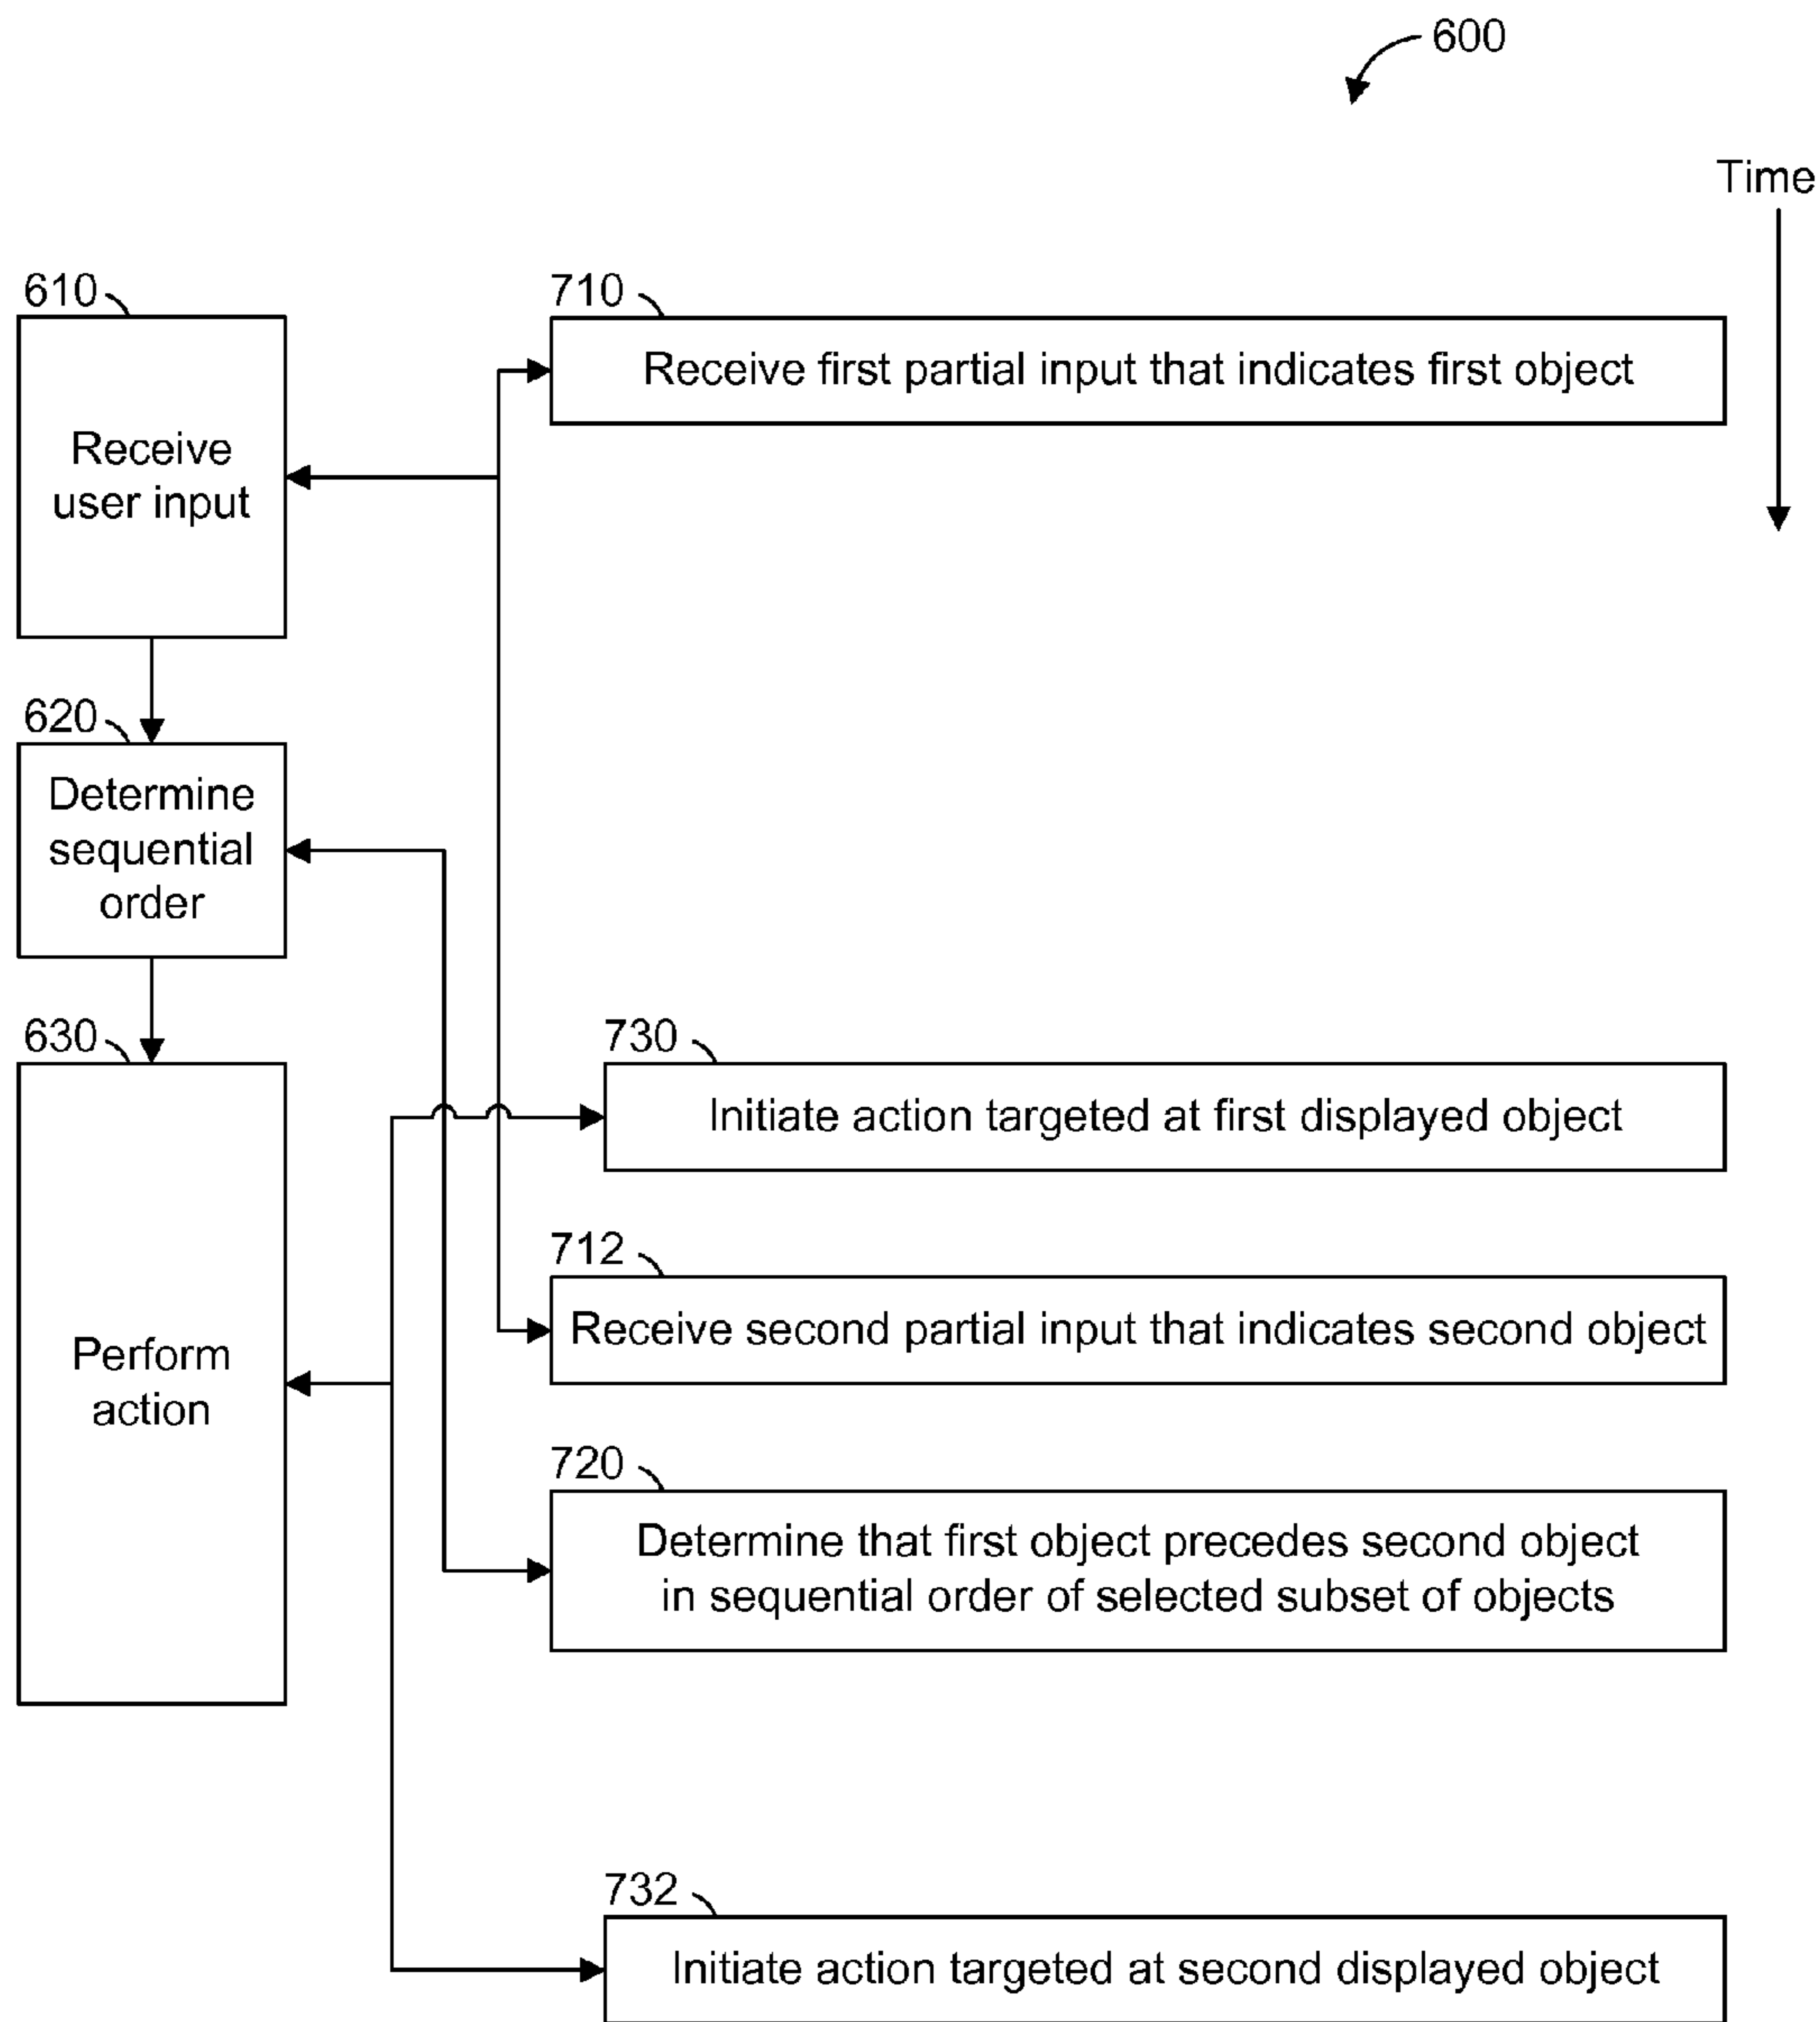 600
Time
610
Receive
user input
710
Receive first partial input that indicates first object
620
Determine
sequential
order
630
Perform
action
730
Initiate action targeted at first displayed object
712
Receive second partial input that indicates second object
720
Determine that first object precedes second object
in sequential order of selected subset of objects
732
Initiate action targeted at second displayed object